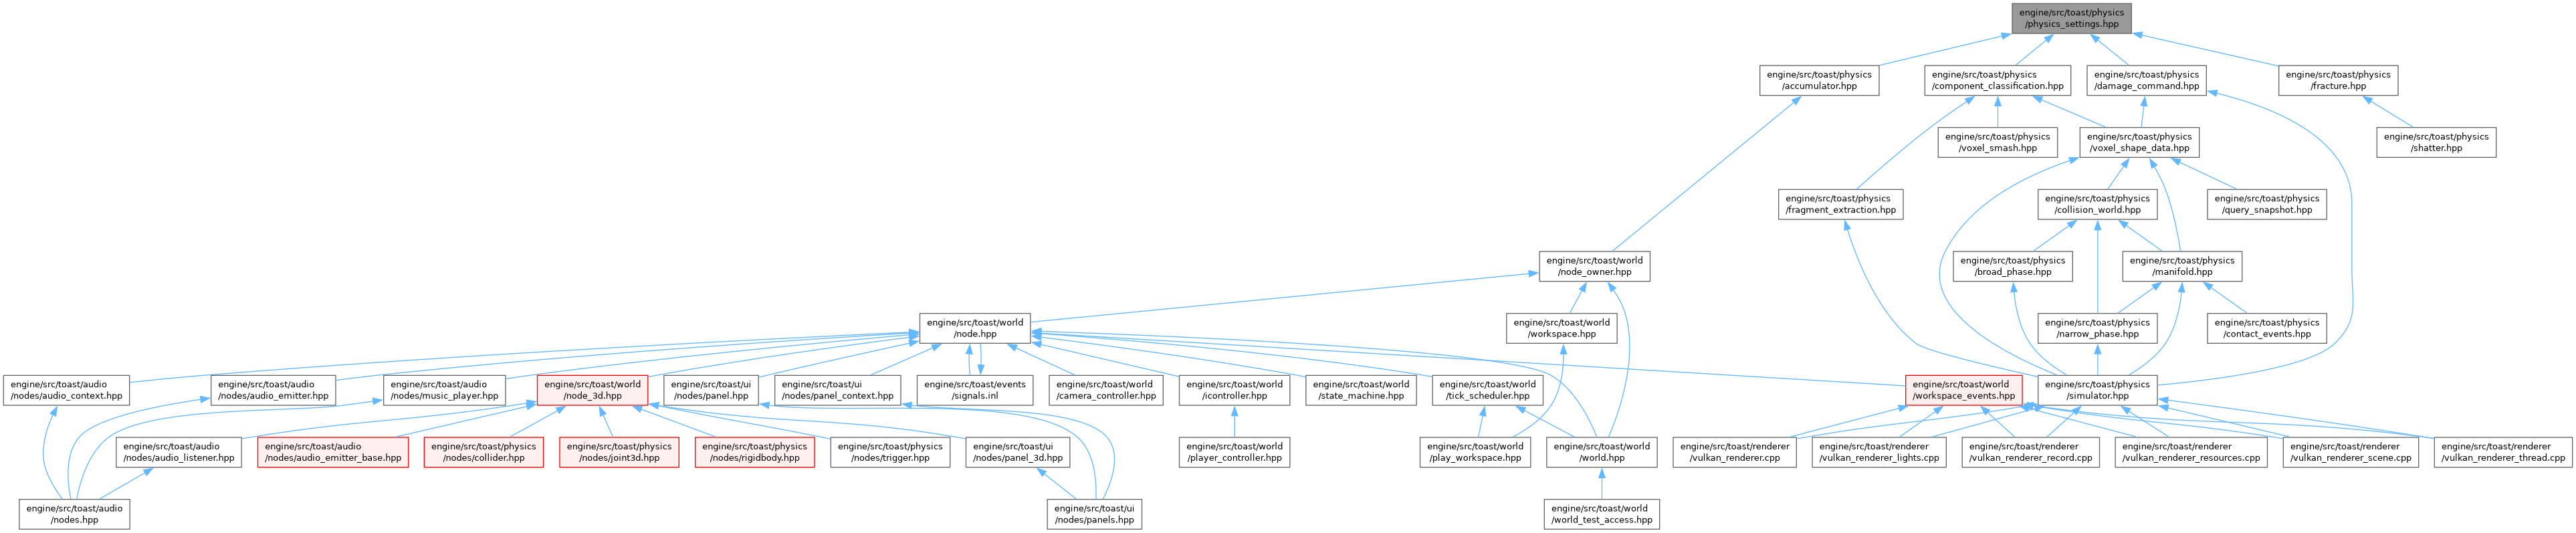 engine/src/toast/physics
/physics_settings.hpp
engine/src/toast/physics
/accumulator.hpp
engine/src/toast/physics
/component_classification.hpp
engine/src/toast/physics
/damage_command.hpp
engine/src/toast/physics
/fracture.hpp
engine/src/toast/physics
/voxel_smash.hpp
engine/src/toast/physics
/voxel_shape_data.hpp
engine/src/toast/physics
/shatter.hpp
engine/src/toast/physics
/fragment_extraction.hpp
engine/src/toast/physics
/collision_world.hpp
engine/src/toast/physics
/query_snapshot.hpp
engine/src/toast/world
/node_owner.hpp
engine/src/toast/physics
/broad_phase.hpp
engine/src/toast/physics
/manifold.hpp
engine/src/toast/world
/node.hpp
engine/src/toast/world
/workspace.hpp
engine/src/toast/physics
/narrow_phase.hpp
engine/src/toast/physics
/contact_events.hpp
engine/src/toast/audio
/nodes/audio_context.hpp
engine/src/toast/audio
/nodes/audio_emitter.hpp
engine/src/toast/audio
/nodes/music_player.hpp
engine/src/toast/world
/node_3d.hpp
engine/src/toast/ui
/nodes/panel.hpp
engine/src/toast/ui
/nodes/panel_context.hpp
engine/src/toast/events
/signals.inl
engine/src/toast/world
/camera_controller.hpp
engine/src/toast/world
/icontroller.hpp
engine/src/toast/world
/state_machine.hpp
engine/src/toast/world
/tick_scheduler.hpp
engine/src/toast/world
/workspace_events.hpp
engine/src/toast/physics
/simulator.hpp
engine/src/toast/audio
/nodes/audio_listener.hpp
engine/src/toast/audio
/nodes/audio_emitter_base.hpp
engine/src/toast/physics
/nodes/collider.hpp
engine/src/toast/physics
/nodes/joint3d.hpp
engine/src/toast/physics
/nodes/rigidbody.hpp
engine/src/toast/physics
/nodes/trigger.hpp
engine/src/toast/ui
/nodes/panel_3d.hpp
engine/src/toast/world
/player_controller.hpp
engine/src/toast/world
/play_workspace.hpp
engine/src/toast/world
/world.hpp
engine/src/toast/renderer
/vulkan_renderer.cpp
engine/src/toast/renderer
/vulkan_renderer_lights.cpp
engine/src/toast/renderer
/vulkan_renderer_record.cpp
engine/src/toast/renderer
/vulkan_renderer_resources.cpp
engine/src/toast/renderer
/vulkan_renderer_scene.cpp
engine/src/toast/renderer
/vulkan_renderer_thread.cpp
engine/src/toast/audio
/nodes.hpp
engine/src/toast/ui
/nodes/panels.hpp
engine/src/toast/world
/world_test_access.hpp